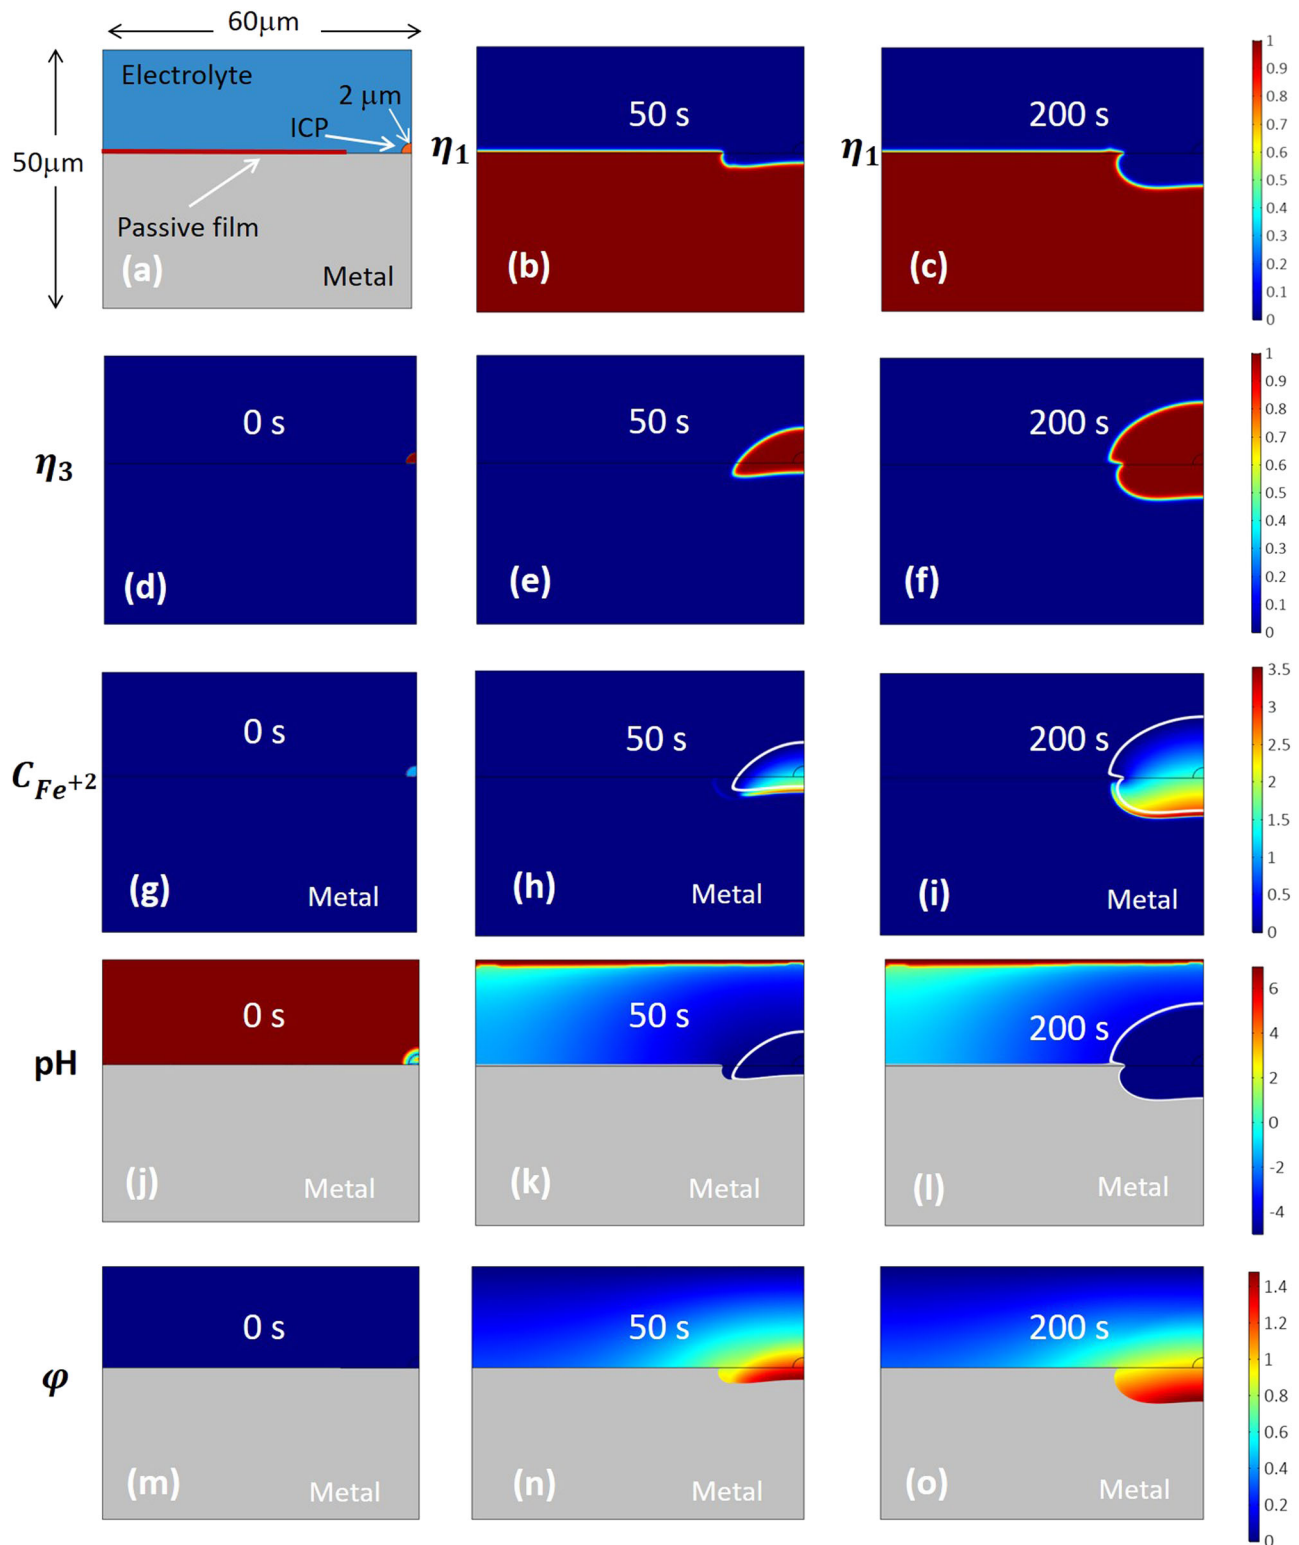 60μm
50μm
Electrolyte
2 μm
ICP
Passive film
(a)
Metal
η₁
50 s
(b)
η₁
200 s
(c)
1
0.9
0.8
0.7
0.6
0.5
0.4
0.3
0.2
0.1
0
η₃
0 s
(d)
50 s
(e)
200 s
(f)
1
0.9
0.8
0.7
0.6
0.5
0.4
0.3
0.2
0.1
0
C_{Fe^{+2}}
0 s
(g)
Metal
50 s
(h)
Metal
200 s
(i)
Metal
3.5
3
2.5
2
1.5
1
0.5
0
pH
0 s
(j)
Metal
50 s
(k)
Metal
200 s
(l)
Metal
6
4
2
0
-2
-4
φ
0 s
(m)
Metal
50 s
(n)
Metal
200 s
(o)
Metal
1.4
1.2
1
0.8
0.6
0.4
0.2
0